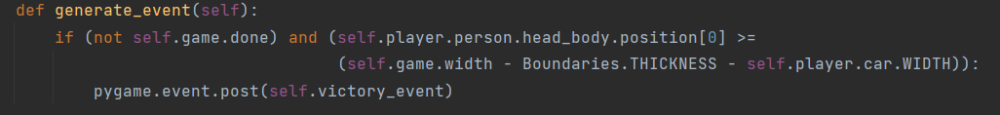 def generate_event(self):
    if (not self.game.done) and (self.player.person.head_body.position[0] >=
                                 (self.game.width - Boundaries.THICKNESS - self.player.car.WIDTH)):
        pygame.event.post(self.victory_event)